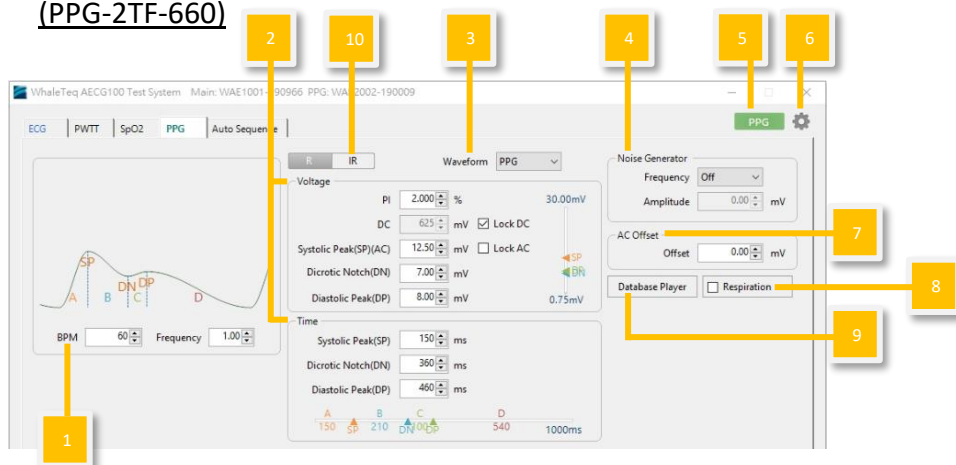 (PPG-2TF-660)
2
10
3
4
5
6
WhaleTeq AECG100 Test System Main: WAE1001- 90966 PPG: WA 2002-190009
ECG PWTT SpO2 PPG Auto Sequence
PPG
R IR
Waveform PPG
Noise Generator
Frequency Off
Amplitude 0.00 mV
Voltage
PI 2.000 %
30.00mV
DC 625 mV Lock DC
Systolic Peak(SP)(AC) 12.50 mV Lock AC
SP
Dicrotic Notch(DN) 7.00 mV
Diastolic Peak(DP) 8.00 mV
0.75mV
AC Offset
Offset 0.00 mV
7
Database Player Respiration
8
9
SP
DN DP
A B C D
BPM 60 Frequency 1.00
1
Time
Systolic Peak(SP) 150 ms
Dicrotic Notch(DN) 360 ms
Diastolic Peak(DP) 460 ms
A B C D
150 SP 210 DN 100 DP 540 1000ms